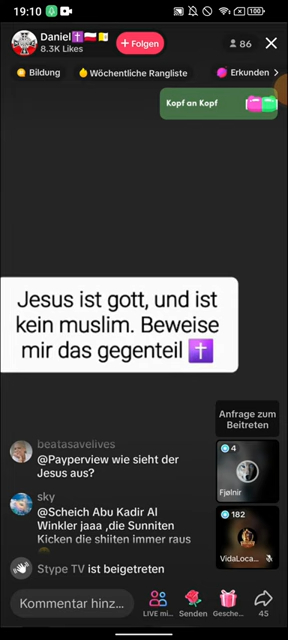 19:10
100
Daniel✝️🇵🇱🇻🇦
8.3K Likes
+ Folgen
86
Bildung
Wöchentliche Rangliste
Erkunden
Kopf an Kopf
Jesus ist gott, und ist
kein muslim. Beweise
mir das gegenteil ✝️
Anfrage zum
Beitreten
4
Fjølnir
182
VidaLoca...
beatasavelives
@Payperview wie sieht der
Jesus aus?
sky
@Scheich Abu Kadir Al
Winkler jaaa ,die Sunniten
Kicken die shiiten immer raus
Stype TV ist beigetreten
Kommentar hinz...
LIVE mi...
Senden
Gesche...
45